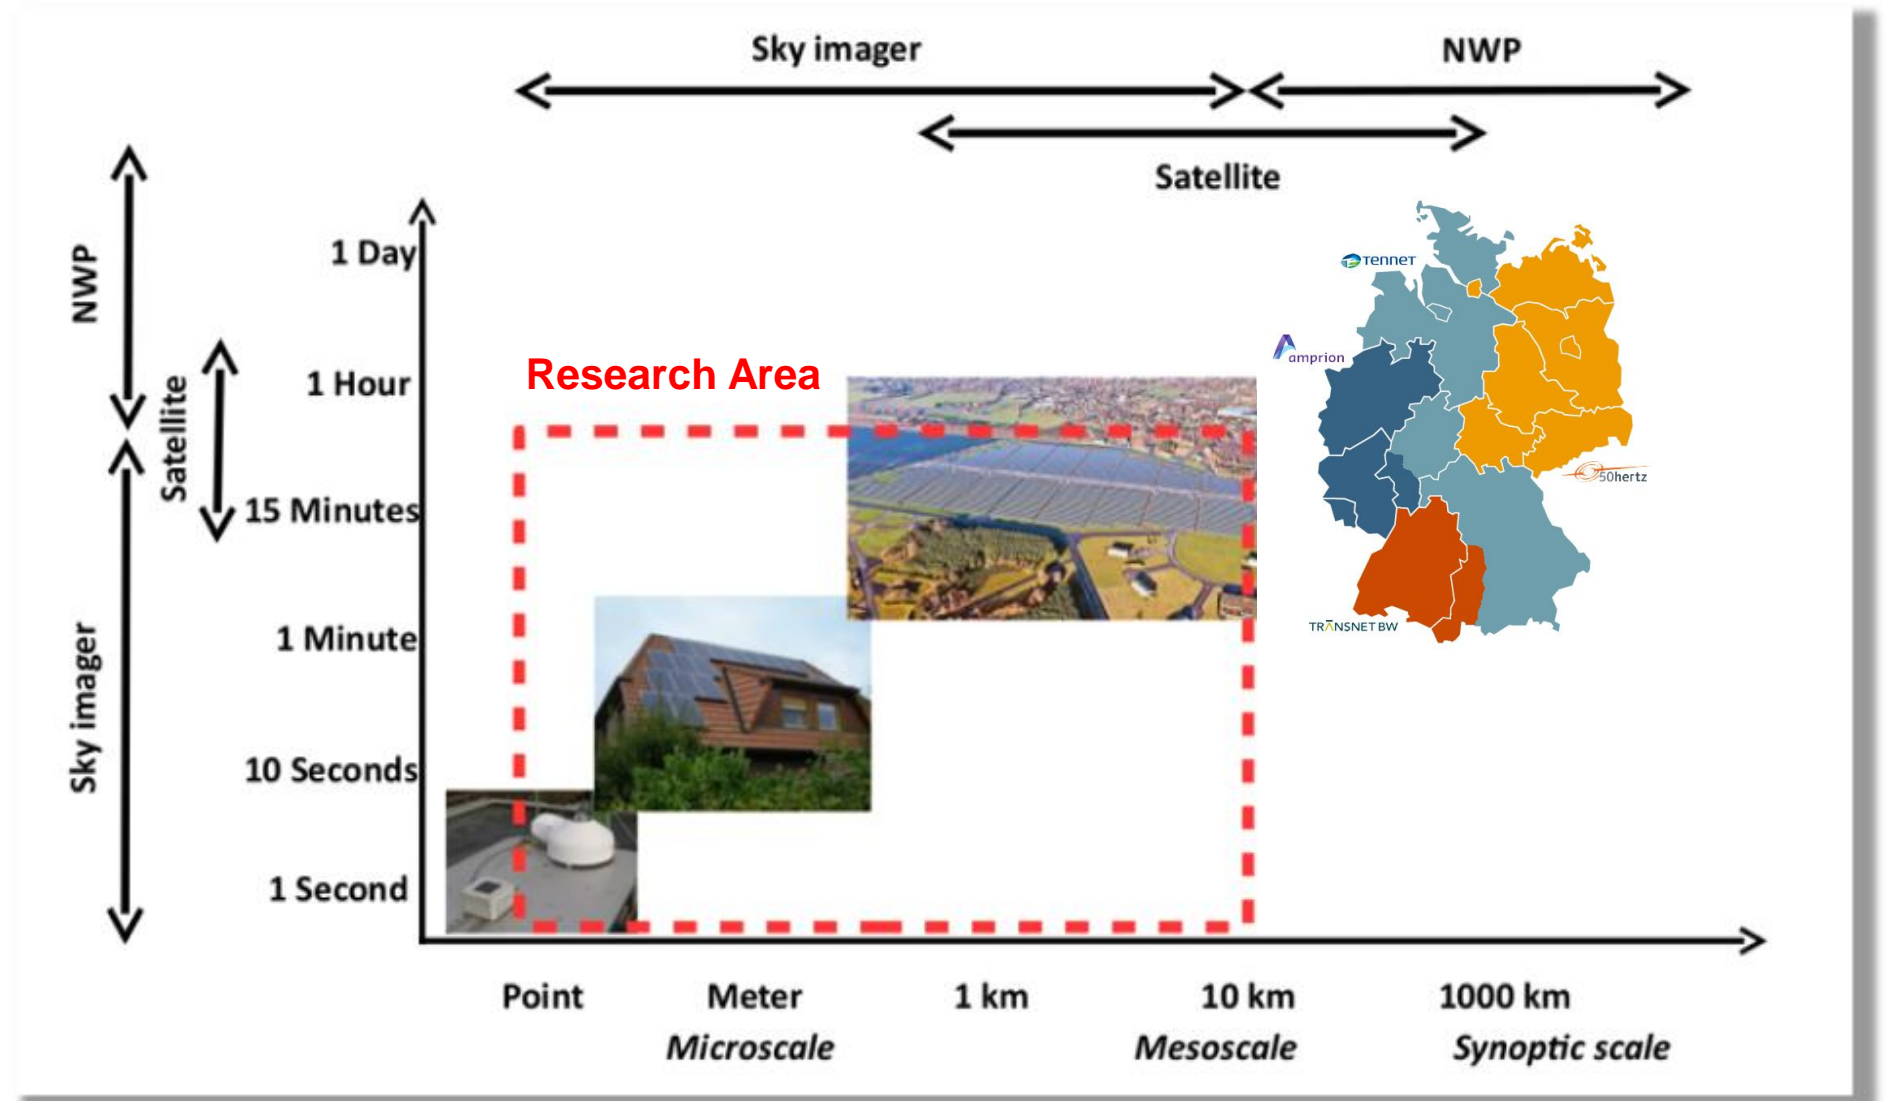 Sky imager
NWP
Satellite
NWP
Satellite
Sky imager
1 Day
1 Hour
15 Minutes
1 Minute
10 Seconds
1 Second
Research Area
TenneT
amprion
50hertz
TRANSNET BW
Point
Meter
1 km
10 km
1000 km
Microscale
Mesoscale
Synoptic scale